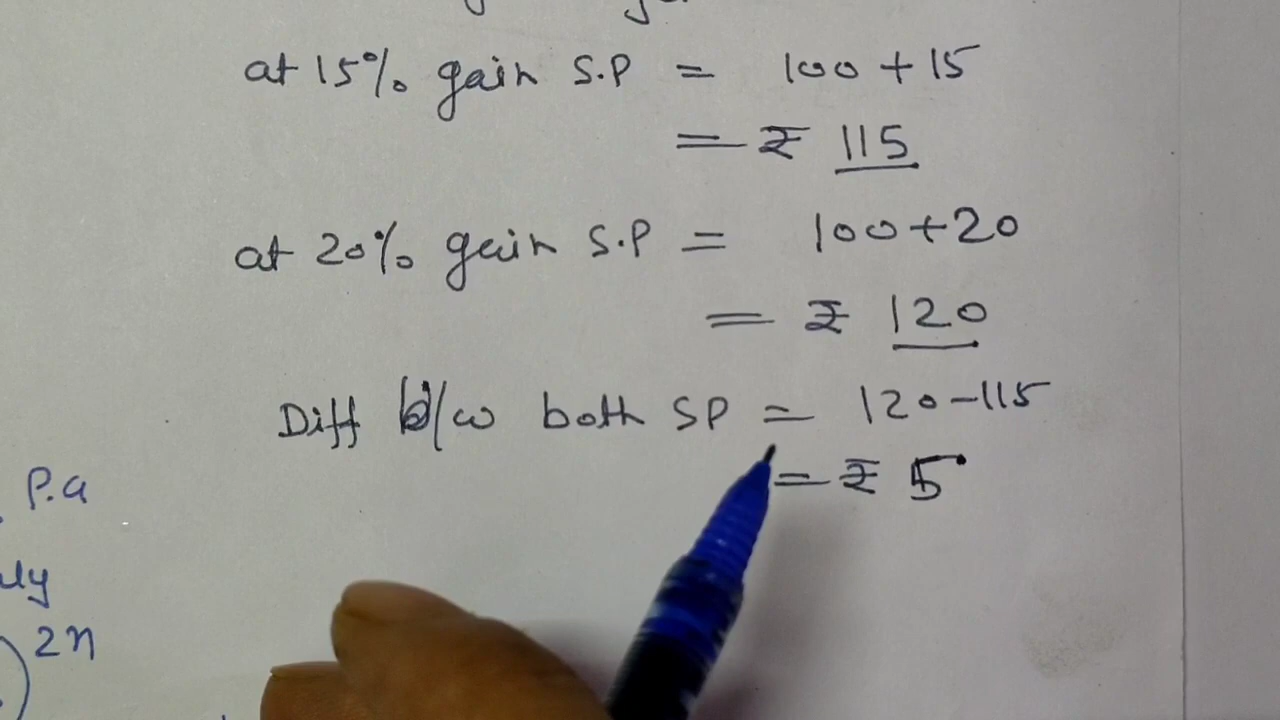 at 15% gain S.P = 100 + 15
= ₹ 115
at 20% gain S.P = 100+20
= ₹ 120
Diff b/w both SP = 120-115
= ₹ 5
P.a
2n